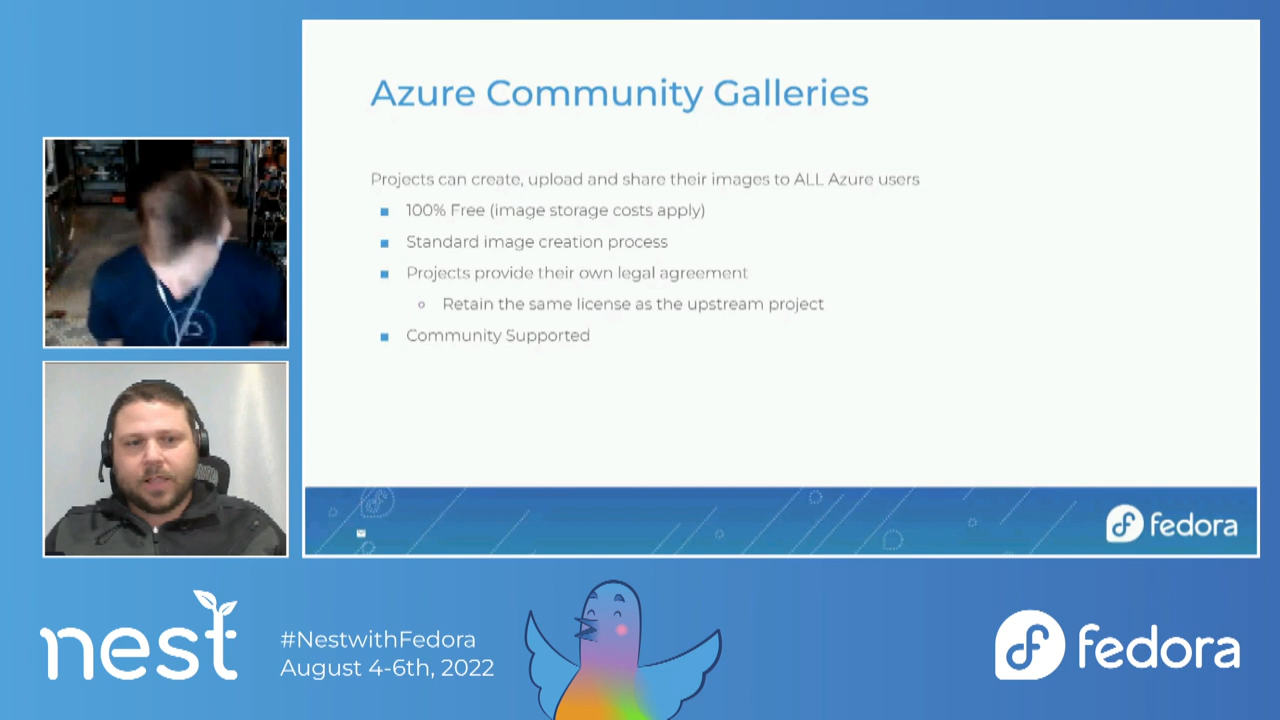 Azure Community Galleries
Projects can create, upload and share their images to ALL Azure users
100% Free (image storage costs apply)
Standard image creation process
Projects provide their own legal agreement
Retain the same license as the upstream project
Community Supported
fedora
nest
#NestwithFedora
August 4-6th, 2022
fedora